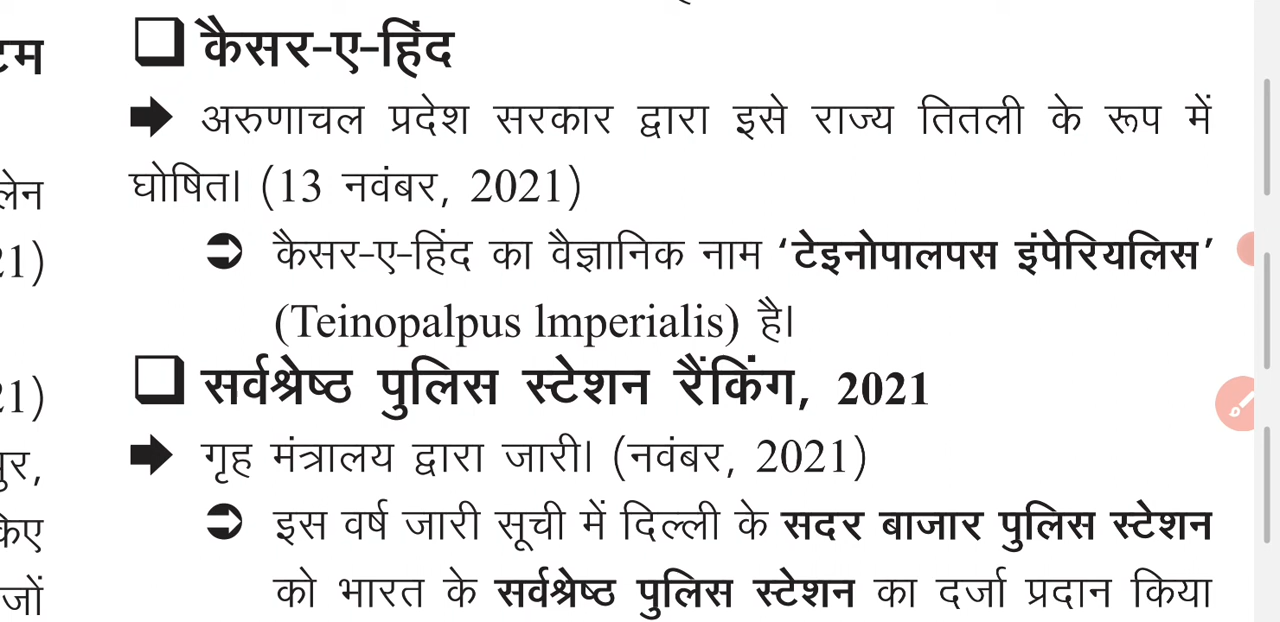 ❑ कैसर-ए-हिंद
➡ अरुणाचल प्रदेश सरकार द्वारा इसे राज्य तितली के रूप में
घोषित। (13 नवंबर, 2021)
➲ कैसर-ए-हिंद का वैज्ञानिक नाम ‘टेइनोपालपस इंपेरियलिस’
(Teinopalpus lmperialis) है।
❑ सर्वश्रेष्ठ पुलिस स्टेशन रैंकिंग, 2021
➡ गृह मंत्रालय द्वारा जारी। (नवंबर, 2021)
➲ इस वर्ष जारी सूची में दिल्ली के सदर बाजार पुलिस स्टेशन
को भारत के सर्वश्रेष्ठ पुलिस स्टेशन का दर्जा प्रदान किया